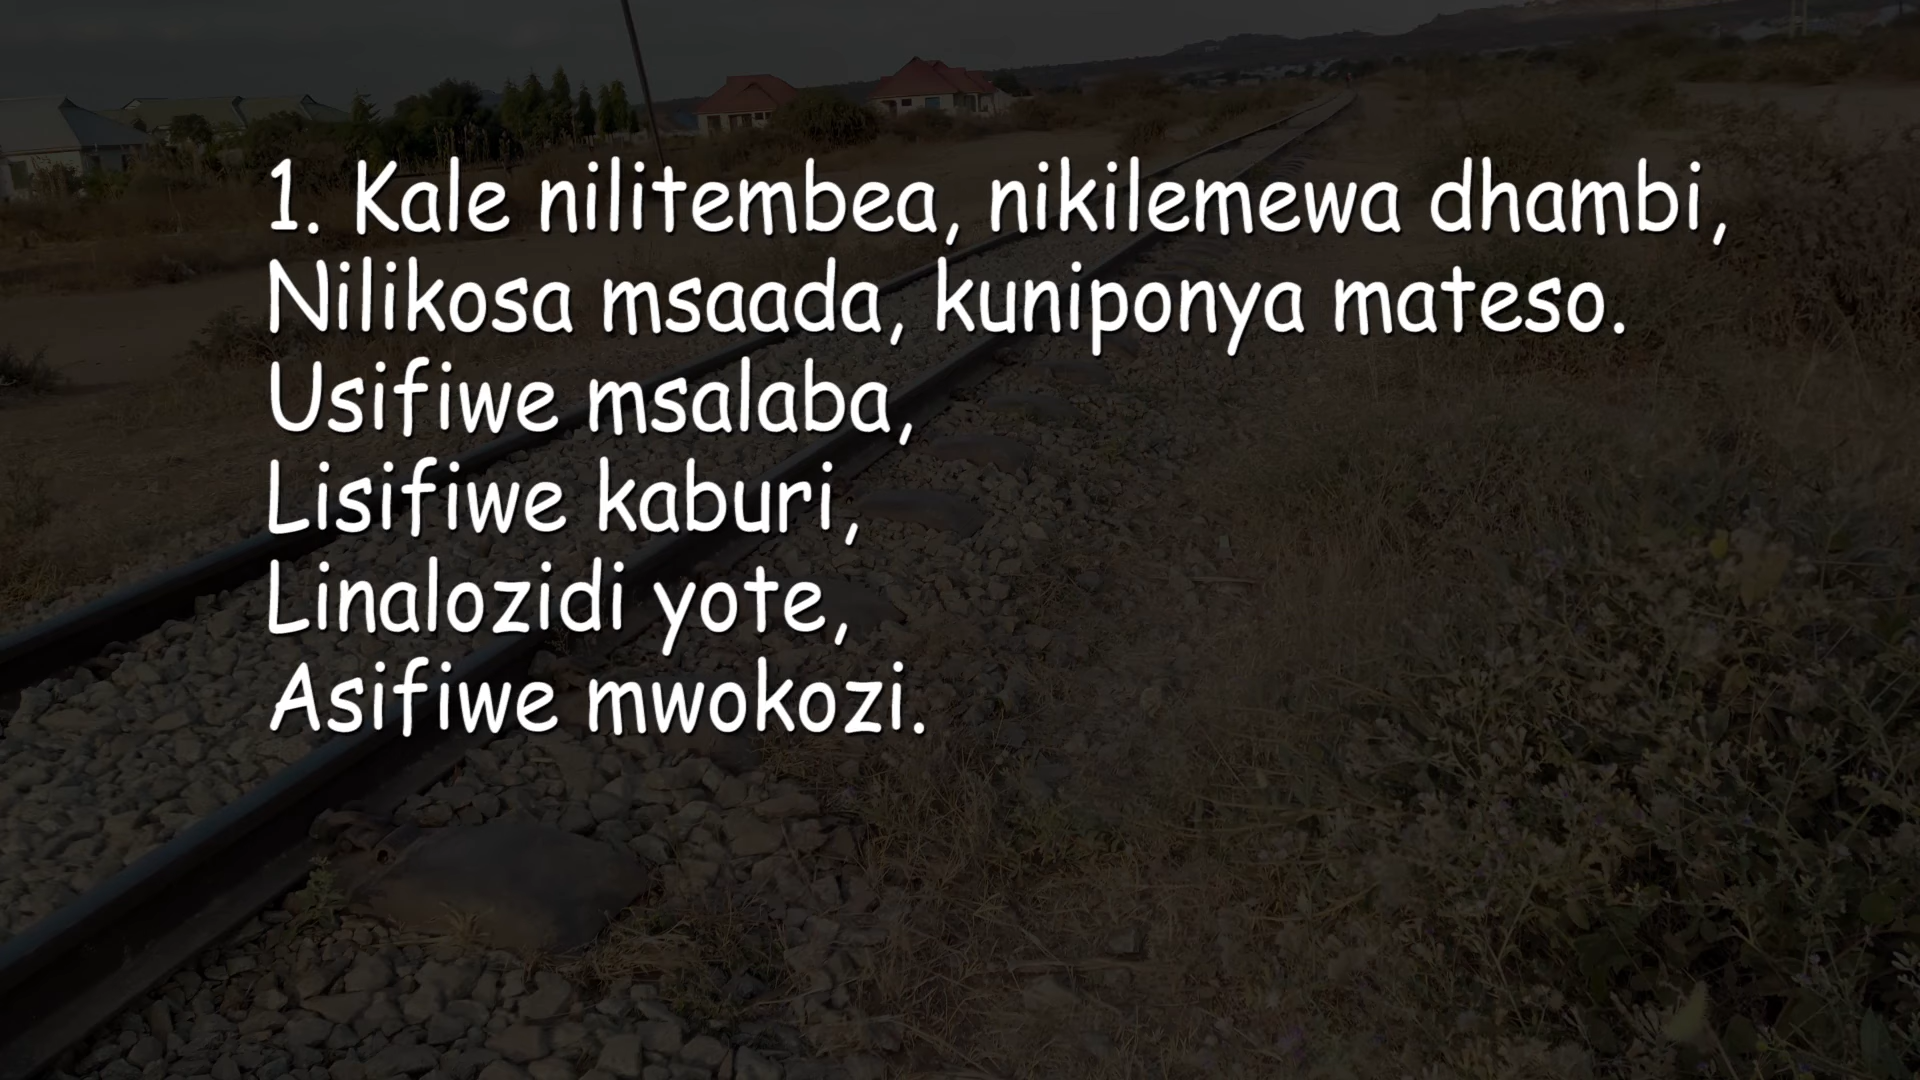 1. Kale nilitembea, nikilemewa dhambi,
Nilikosa msaada, kuniponya mateso.
Usifiwe msalaba,
Lisifiwe kaburi,
Linalozidi yote,
Asifiwe mwokozi.